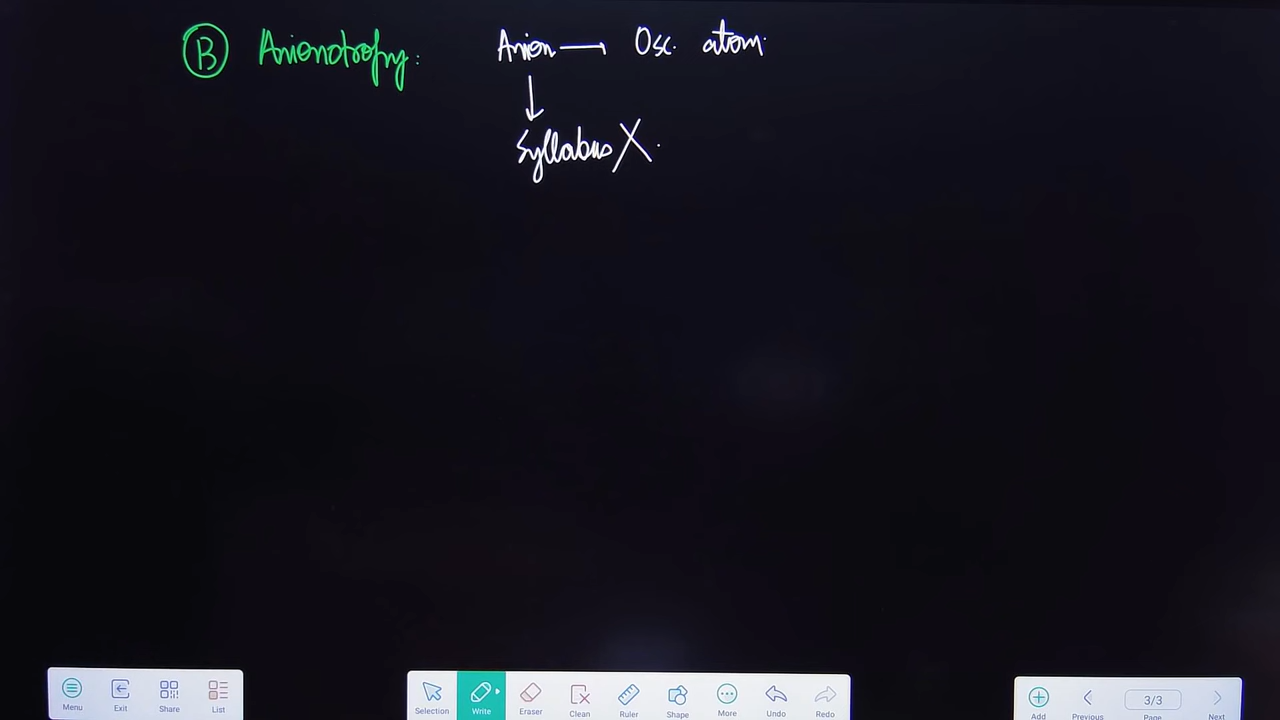 B Anionotropy: Anion → Osc. atom.
↓
Syllabus X.
Menu Exit Share List Selection Write Eraser Clean Ruler Shape More Undo Redo Add Previous 3/3 Page Next